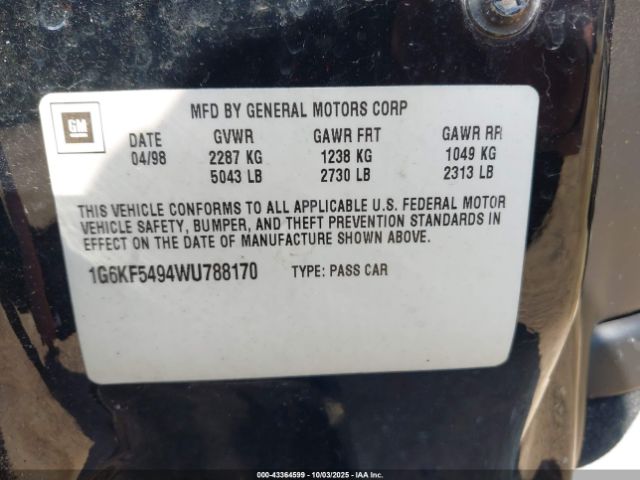 GM
MFD BY GENERAL MOTORS CORP
DATE GVWR GAWR FRT GAWR RR
04/98 2287 KG 1238 KG 1049 KG
5043 LB 2730 LB 2313 LB
THIS VEHICLE CONFORMS TO ALL APPLICABLE U.S. FEDERAL MOTOR
VEHICLE SAFETY, BUMPER, AND THEFT PREVENTION STANDARDS IN
EFFECT ON THE DATE OF MANUFACTURE SHOWN ABOVE.
1G6KF5494WU788170 TYPE: PASS CAR
000-43364599 | 10/03/2025 | IAAI.COM